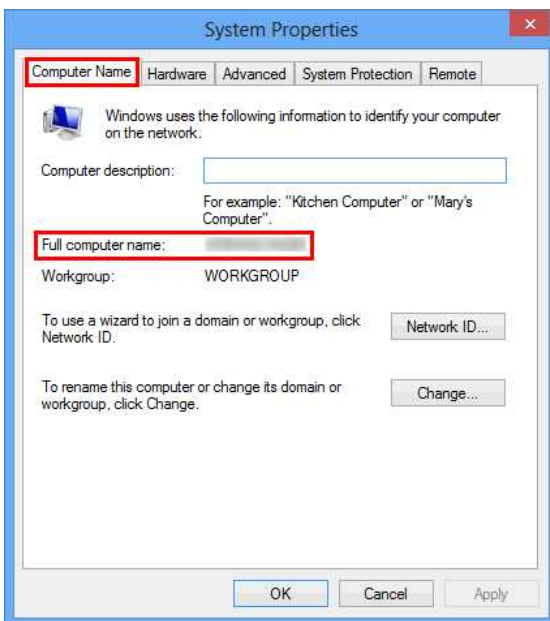 System Properties
Computer Name Hardware Advanced System Protection Remote
Windows uses the following information to identify your computer
on the network.
Computer description:
For example: "Kitchen Computer" or "Mary's
Computer".
Full computer name:
Workgroup: WORKGROUP
To use a wizard to join a domain or workgroup, click
Network ID.
Network ID...
To rename this computer or change its domain or
workgroup, click Change.
Change...
OK Cancel Apply